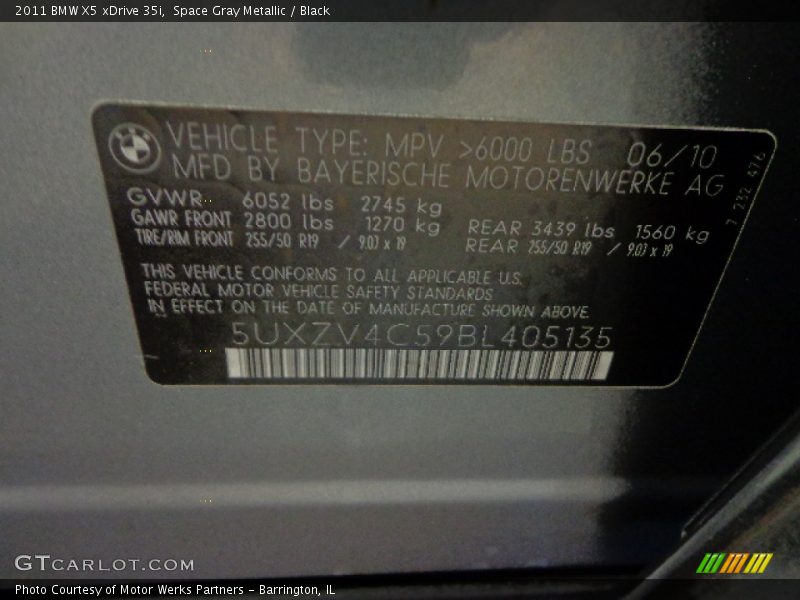 2011 BMW X5 xDrive 35i, Space Gray Metallic / Black
BMW
VEHICLE TYPE: MPV >6000 LBS 06/10
MFD BY BAYERISCHE MOTORENWERKE AG
GVWR 6052 lbs 2745 kg
GAWR FRONT 2800 lbs 1270 kg REAR 3439 lbs 1560 kg
TIRE/RIM FRONT 255/50 R19 / 9.0J x 19 REAR 255/50 R19 / 9.0J x 19
THIS VEHICLE CONFORMS TO ALL APPLICABLE U.S.
FEDERAL MOTOR VEHICLE SAFETY STANDARDS
IN EFFECT ON THE DATE OF MANUFACTURE SHOWN ABOVE.
5UXZV4C59BL405135
7 232 476
GTCARLOT.COM
Photo Courtesy of Motor Werks Partners - Barrington, IL